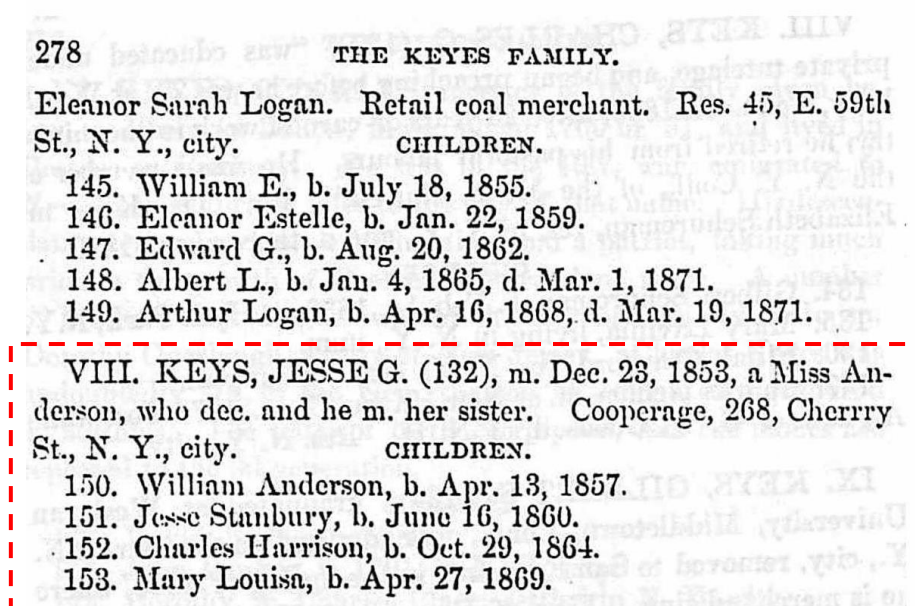 278 THE KEYES FAMILY.
Eleanor Sarah Logan. Retail coal merchant, Res. 45, E. 59th
St., N. Y., city. CHILDREN.
145. William E., b. July 18, 1855.
146. Eleanor Estelle, b. Jan. 22, 1859.
147. Edward G., b. Aug. 20, 1862.
148. Albert L., b. Jan. 4, 1865, d. Mar. 1, 1871.
149. Arthur Logan, b. Apr. 16, 1868, d. Mar. 19, 1874.
VIII. KEYS, JESSE G. (132), m. Dec. 23, 1853, a Miss An-
derson, who dec. and he m. her sister. Cooperage, 268, Cherrry
St., N. Y., city. CHILDREN.
150. William Anderson, b. Apr. 13, 1857.
151. Jesse Stanbury, b. June 16, 1860.
152. Charles Harrison, b. Oct. 29, 1864.
153. Mary Louisa, b. Apr. 27, 1869.